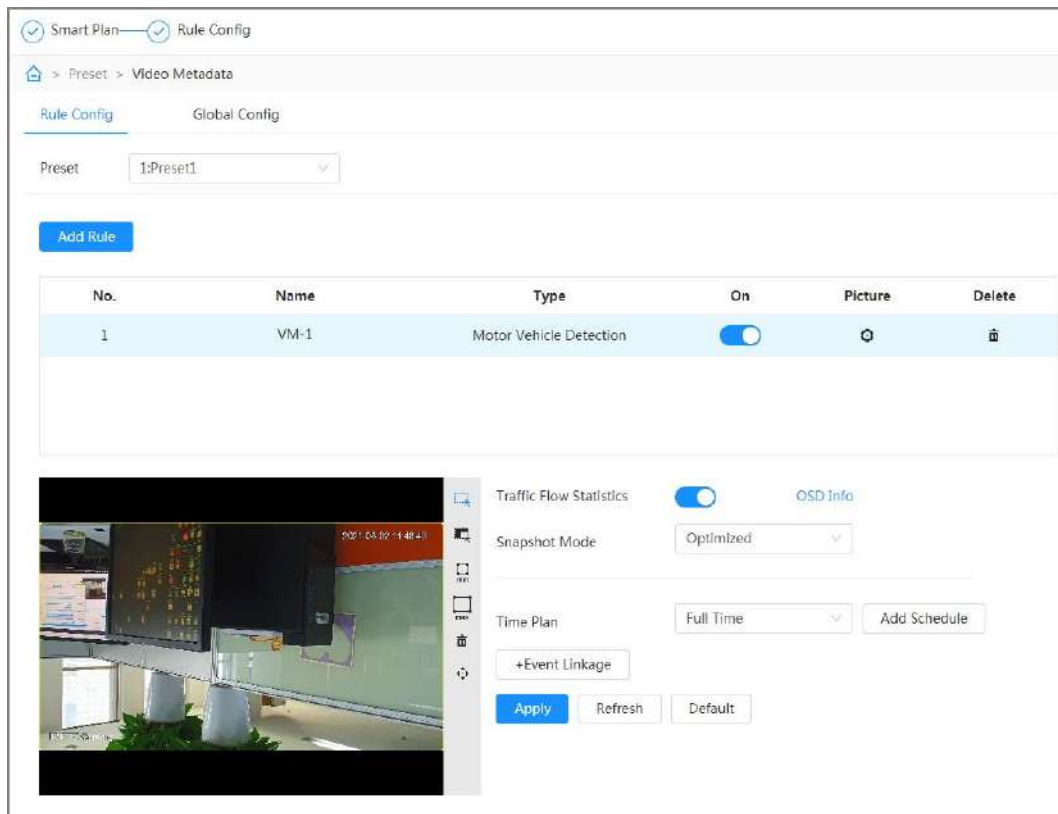 Smart Plan Rule Config
> Preset > Video Metadata
Rule Config Global Config
Preset 1:Preset1
Add Rule
No. Name Type On Picture Delete
1 VM-1 Motor Vehicle Detection
Traffic Flow Statistics OSD Info
Snapshot Mode Optimized
Time Plan Full Time Add Schedule
+Event Linkage
Apply Refresh Default